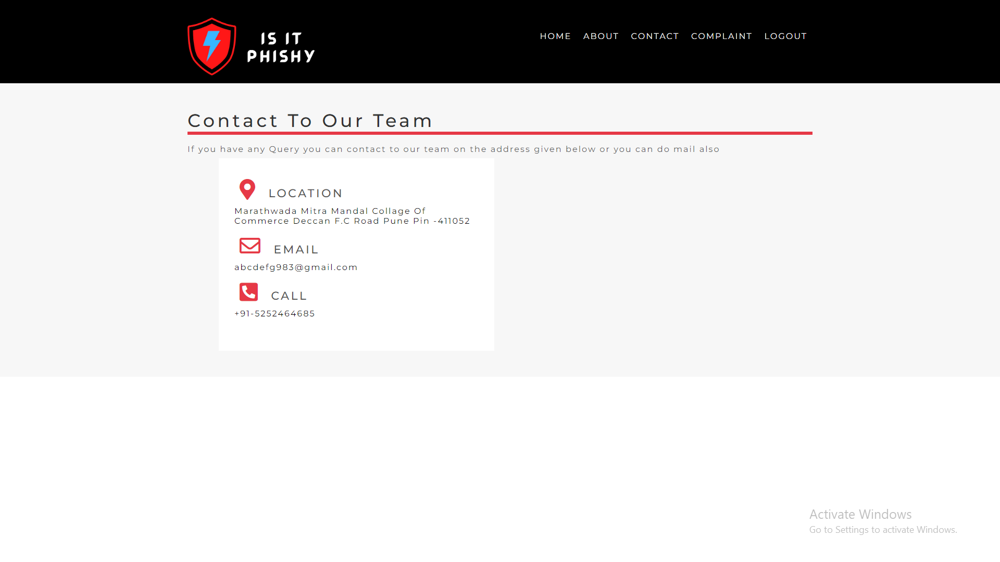 IS IT
PHISHY
HOME ABOUT CONTACT COMPLAINT LOGOUT
Contact To Our Team
If you have any Query you can contact to our team on the address given below or you can do mail also
LOCATION
Marathwada Mitra Mandal Collage Of
Commerce Deccan F.C Road Pune Pin -411052
EMAIL
abcdefg983@gmail.com
CALL
+91-5252464685
Activate Windows
Go to Settings to activate Windows.